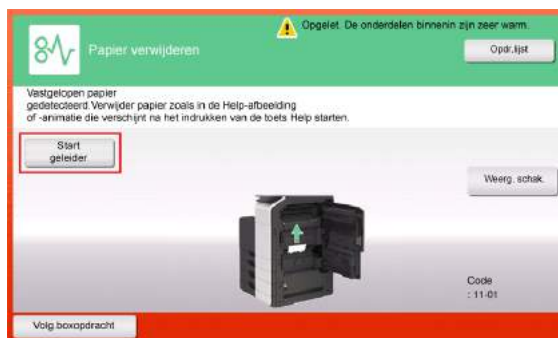 Opgelet. De onderdelen binnenin zijn zeer warm.
Papier verwijderen
Opdr.lijst
Vastgelopen papier
gedetecteerd.Verwijder papier zoals in de Help-afbeelding
of -animatie die verschijnt na het indrukken van de toets Help starten.
Start
geleider
Weerg. schak.
Code
: 11-01
Volg.boxopdracht